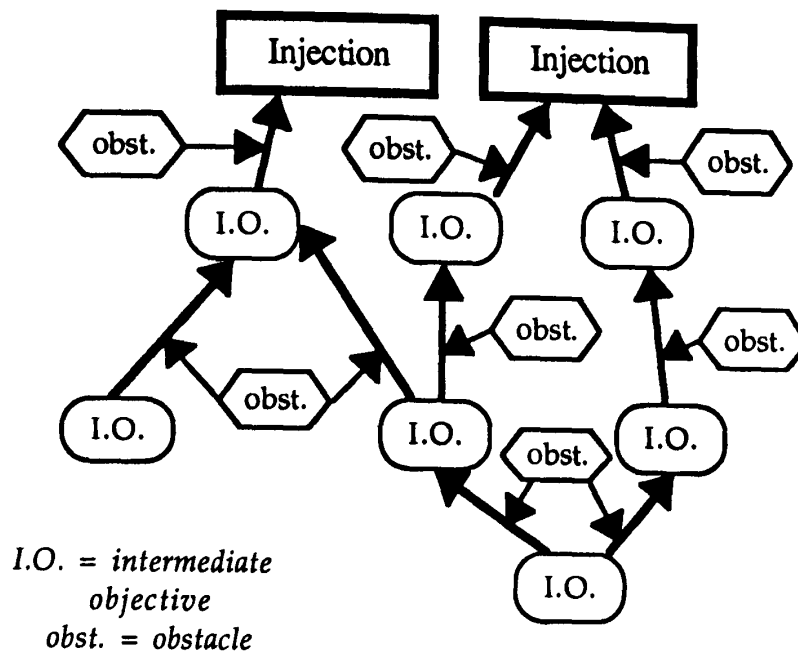 Injection
Injection
obst.
obst.
obst.
I.O.
I.O.
I.O.
obst.
obst.
obst.
I.O.
I.O.
I.O.
obst.
I.O.
I.O. = intermediate
objective
obst. = obstacle